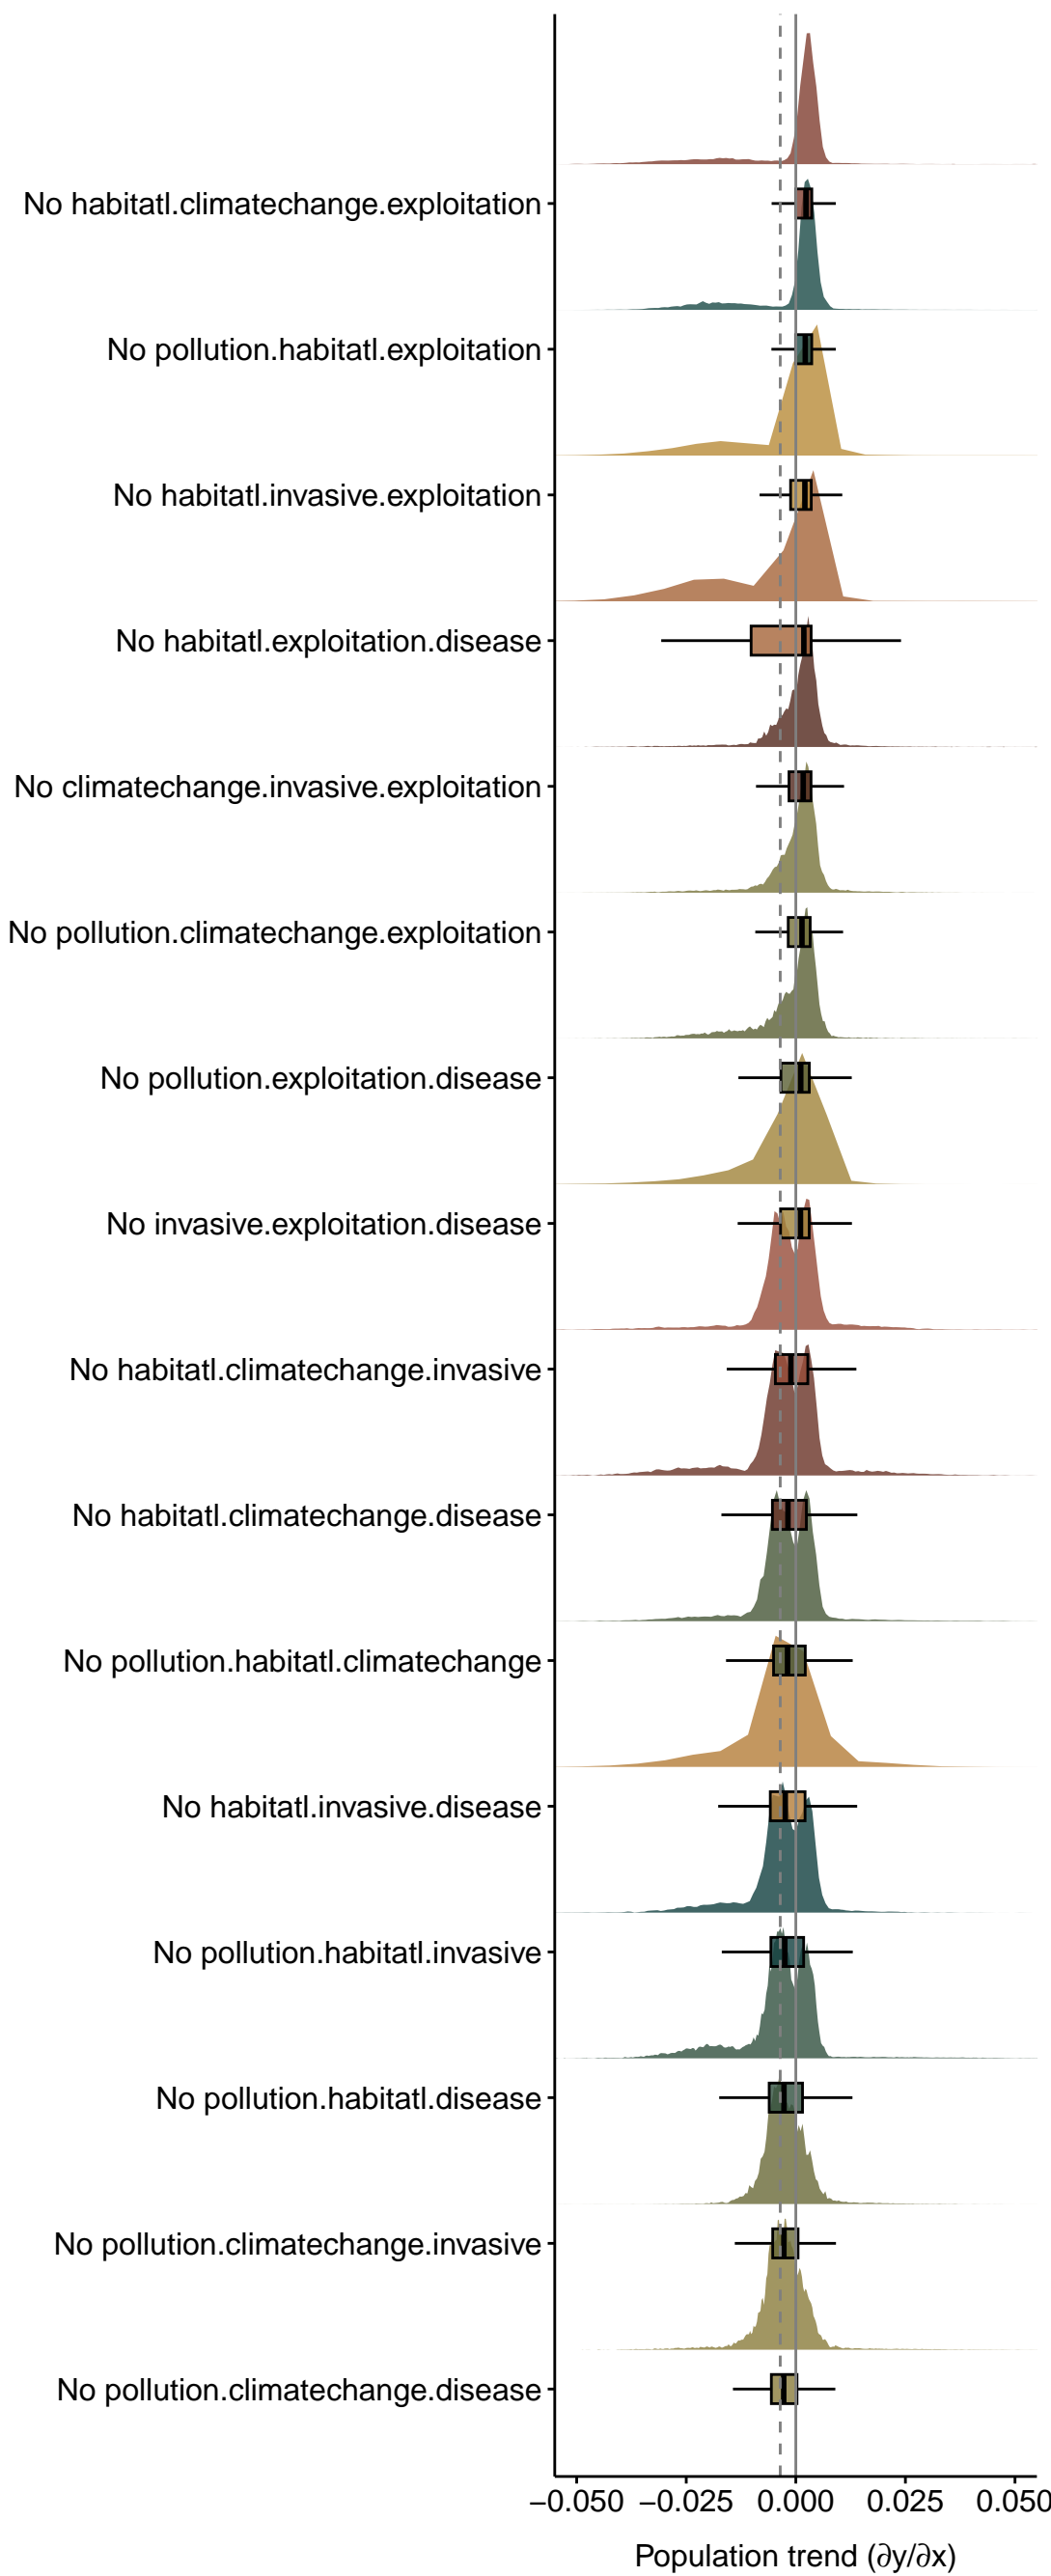 No habitatl.climatechange.exploitation
No pollution.habitatl.exploitation
No habitatl.invasive.exploitation
No habitatl.exploitation.disease
No climatechange.invasive.exploitation
No pollution.climatechange.exploitation
No pollution.exploitation.disease
No invasive.exploitation.disease
No habitatl.climatechange.invasive
No habitatl.climatechange.disease
No pollution.habitatl.climatechange
No habitatl.invasive.disease
No pollution.habitatl.invasive
No pollution.habitatl.disease
No pollution.climatechange.invasive
No pollution.climatechange.disease
−0.050 −0.025 0.000 0.025 0.050
Population trend (∂y/∂x)